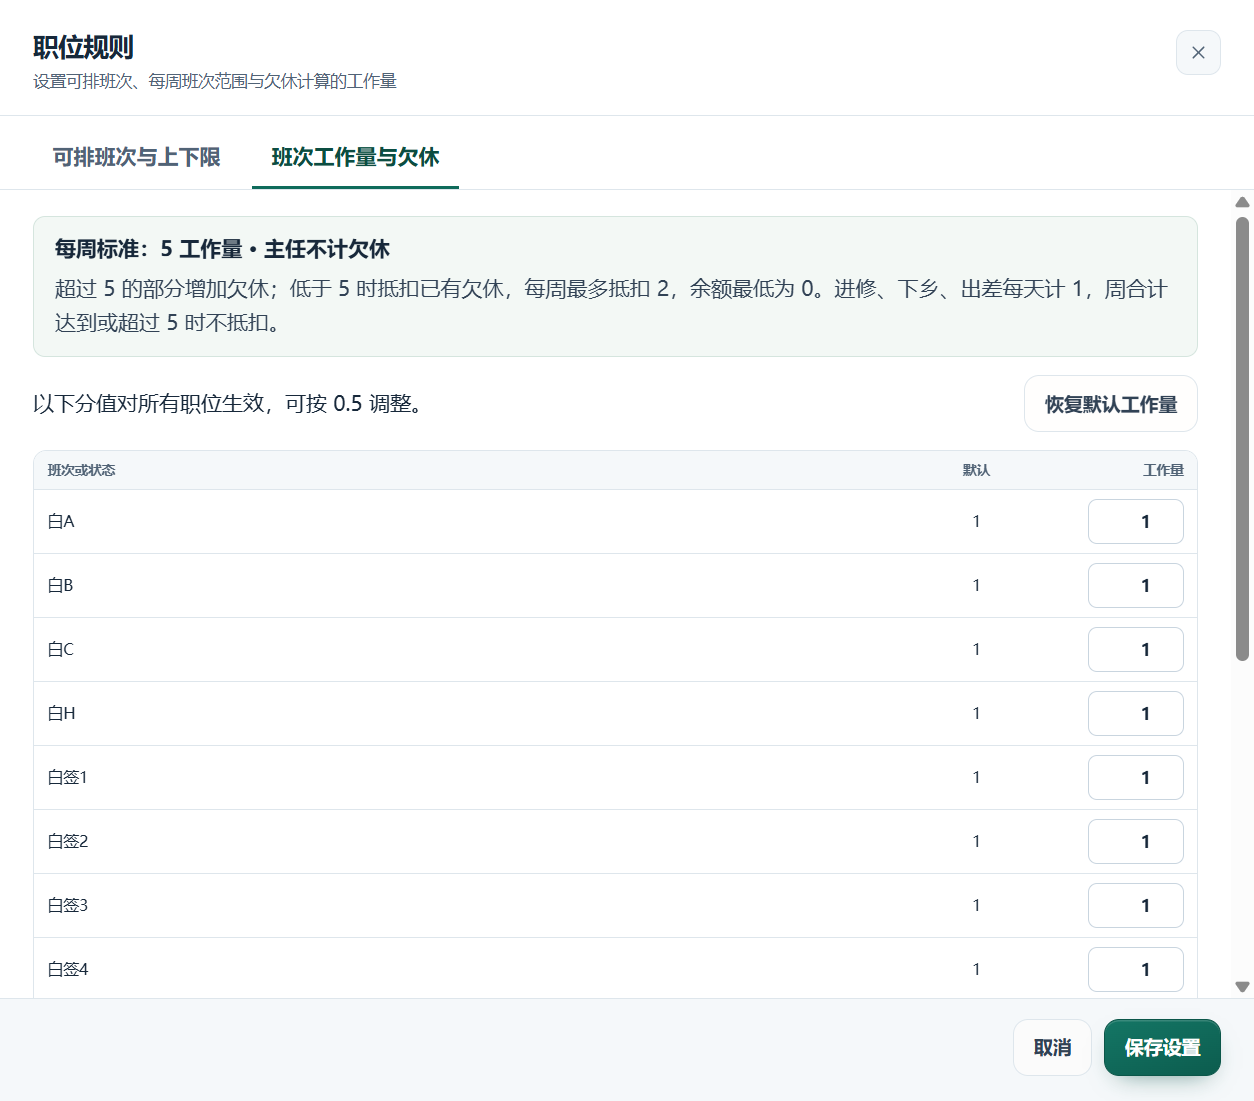 职位规则
设置可排班次、每周班次范围与欠休计算的工作量
可排班次与上下限
班次工作量与欠休
每周标准：5 工作量 • 主任不计欠休
超过 5 的部分增加欠休；低于 5 时抵扣已有欠休，每周最多抵扣 2，余额最低为 0。进修、下乡、出差每天计 1，周合计
达到或超过 5 时不抵扣。
以下分值对所有职位生效，可按 0.5 调整。
恢复默认工作量
班次或状态 默认 工作量
白A 1 1
白B 1 1
白C 1 1
白H 1 1
白签1 1 1
白签2 1 1
白签3 1 1
白签4 1 1
取消
保存设置